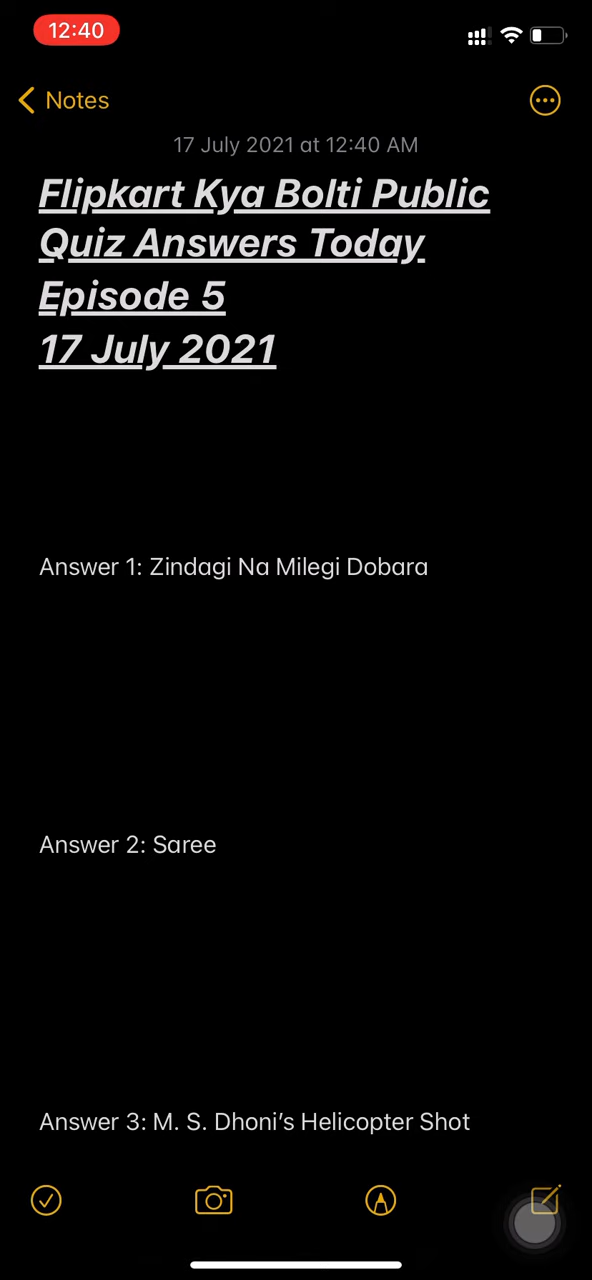 12:40
Notes
17 July 2021 at 12:40 AM
Flipkart Kya Bolti Public
Quiz Answers Today
Episode 5
17 July 2021
Answer 1: Zindagi Na Milegi Dobara
Answer 2: Saree
Answer 3: M. S. Dhoni’s Helicopter Shot